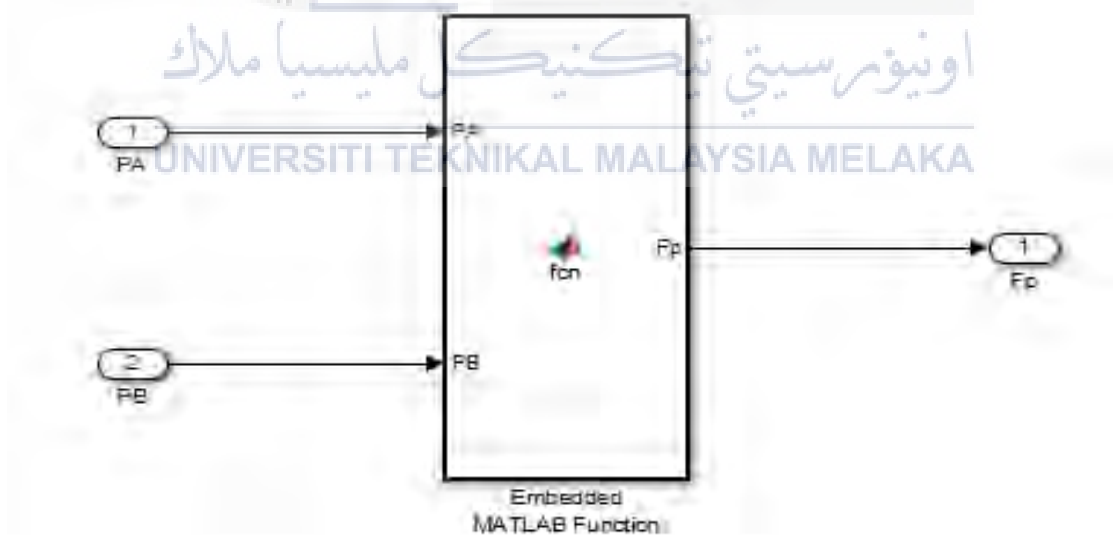 اونيۏرسيتي تيكنيكل مليسيا ملاك
1
PA
PA
UNIVERSITI TEKNIKAL MALAYSIA MELAKA
Fp
1
Fp
fcn
2
PB
PB
Embedded
MATLAB Function